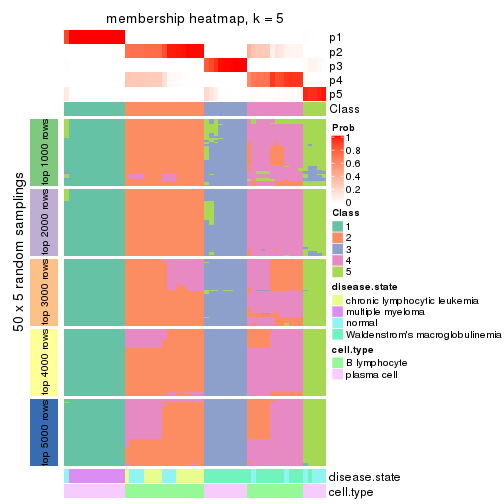 membership heatmap, k = 5
p1
p2
p3
p4
p5
Class
50 x 5 random samplings
top 1000 rows
top 2000 rows
top 3000 rows
top 4000 rows
top 5000 rows
Prob
1
0.8
0.6
0.4
0.2
0
Class
1
2
3
4
5
disease.state
chronic lymphocytic leukemia
multiple myeloma
normal
Waldenstrom's macroglobulinemia
cell.type
B lymphocyte
plasma cell
disease.state
cell.type